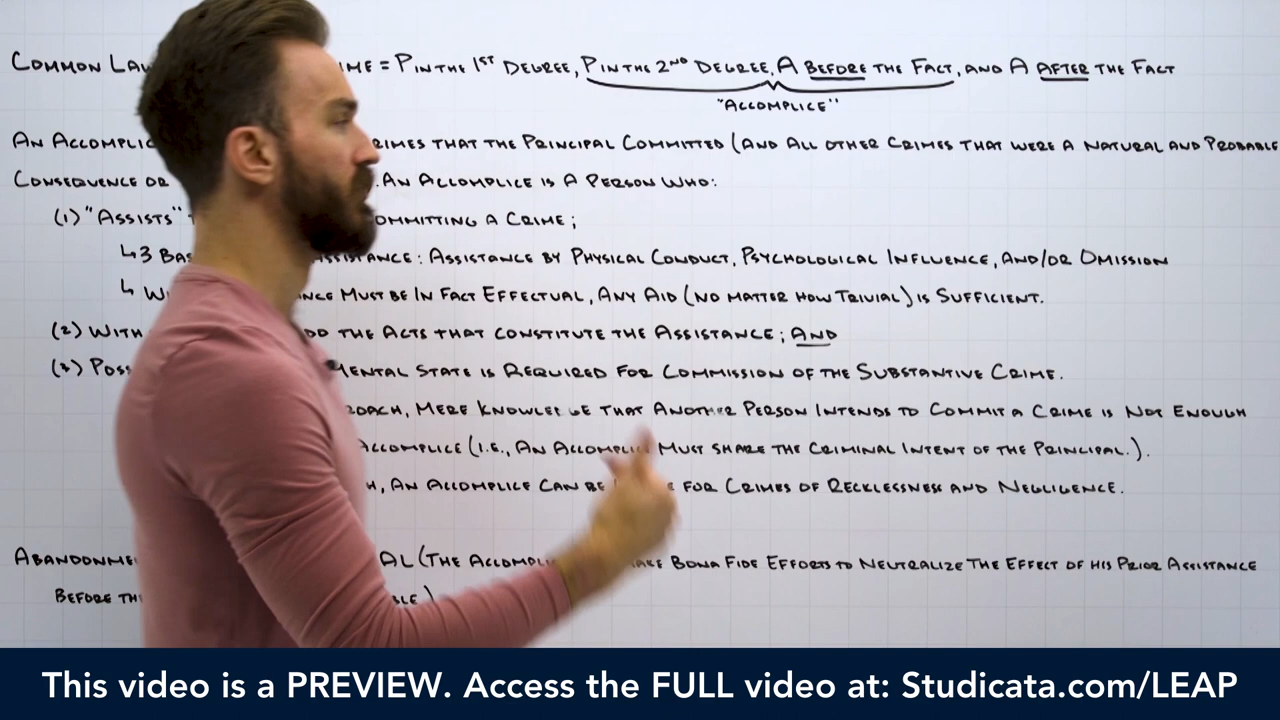 COMMON LAW IME = P IN THE 1ST DEGREE, P IN THE 2ND DEGREE, A BEFORE THE FACT, AND A AFTER THE FACT
"ACCOMPLICE"
AN ACCOMPLIC RIMES THAT THE PRINCIPAL COMMITTED (AND ALL OTHER CRIMES THAT WERE A NATURAL AND PROBABLE
CONSEQUENCE OR . AN ACCOMPLICE IS A PERSON WHO:
(1) "ASSISTS" OMMITTING A CRIME;
↳ 3 BAS ISTANCE: ASSISTANCE BY PHYSICAL CONDUCT, PSYCHOLOGICAL INFLUENCE, AND/OR OMISSION
↳ NCE MUST BE IN FACT EFFECTUAL, ANY AID (NO MATTER HOW TRIVIAL) IS SUFFICIENT.
(2) WITH DO THE ACTS THAT CONSTITUTE THE ASSISTANCE; AND
POSS MENTAL STATE IS REQUIRED FOR COMMISSION OF THE SUBSTANTIVE CRIME.
OACH, MERE KNOWLEDGE THAT ANOTHER PERSON INTENDS TO COMMIT A CRIME IS NOT ENOUGH
ACCOMPLICE (I.E., AN ACCOMPLIC MUST SHARE THE CRIMINAL INTENT OF THE PRINCIPAL.).
H, AN ACCOMPLICE CAN BE FOR CRIMES OF RECKLESSNESS AND NEGLIGENCE.
ABANDONME AL (THE ACCOMPLI AKE BONA FIDE EFFORTS TO NEUTRALIZE THE EFFECT OF HIS PRIOR ASSISTANCE
BEFORE TH BLE)
This video is a PREVIEW. Access the FULL video at: Studicata.com/LEAP